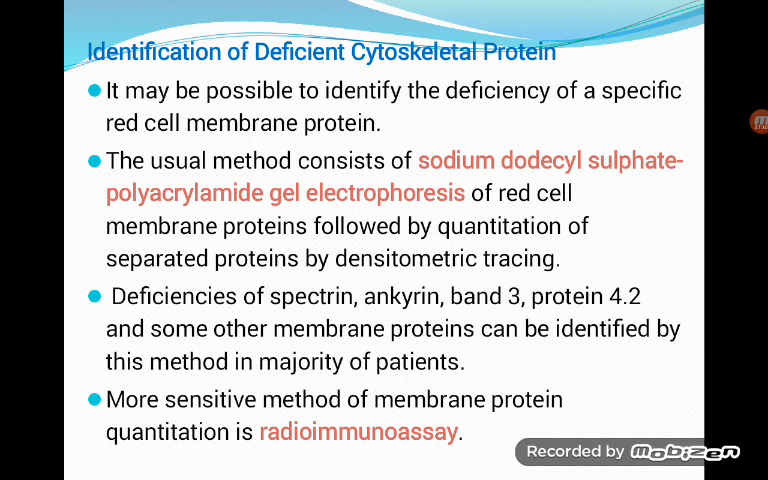 Identification of Deficient Cytoskeletal Protein
It may be possible to identify the deficiency of a specific
red cell membrane protein.
The usual method consists of sodium dodecyl sulphate-
polyacrylamide gel electrophoresis of red cell
membrane proteins followed by quantitation of
separated proteins by densitometric tracing.
Deficiencies of spectrin, ankyrin, band 3, protein 4.2
and some other membrane proteins can be identified by
this method in majority of patients.
More sensitive method of membrane protein
quantitation is radioimmunoassay.
Recorded by mobizen